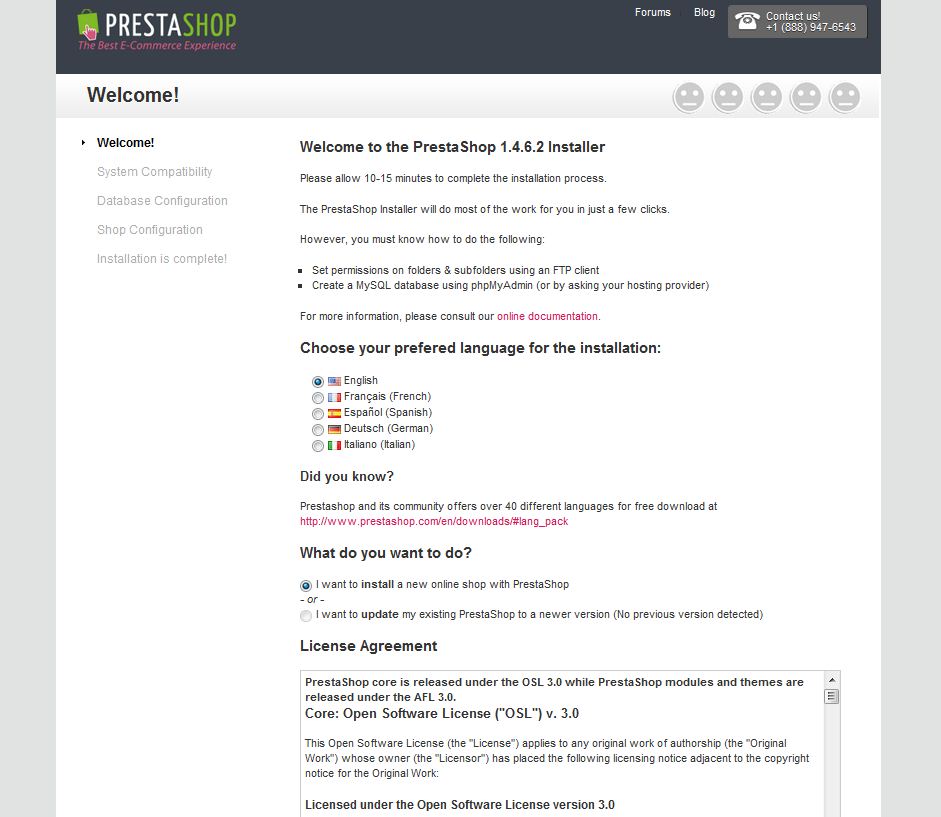 PRESTASHOP
The Best E-Commerce Experience
Forums
Blog
Contact us!
+1 (888) 947-6543
Welcome!
Welcome!
System Compatibility
Database Configuration
Shop Configuration
Installation is complete!
Welcome to the PrestaShop 1.4.6.2 Installer
Please allow 10-15 minutes to complete the installation process.
The PrestaShop Installer will do most of the work for you in just a few clicks.
However, you must know how to do the following:
Set permissions on folders & subfolders using an FTP client
Create a MySQL database using phpMyAdmin (or by asking your hosting provider)
For more information, please consult our online documentation.
Choose your prefered language for the installation:
English
Français (French)
Español (Spanish)
Deutsch (German)
Italiano (Italian)
Did you know?
Prestashop and its community offers over 40 different languages for free download at
http://www.prestashop.com/en/downloads/#lang_pack
What do you want to do?
I want to install a new online shop with PrestaShop
- or -
I want to update my existing PrestaShop to a newer version (No previous version detected)
License Agreement
PrestaShop core is released under the OSL 3.0 while PrestaShop modules and themes are
released under the AFL 3.0.
Core: Open Software License ("OSL") v. 3.0
This Open Software License (the "License") applies to any original work of authorship (the "Original
Work") whose owner (the "Licensor") has placed the following licensing notice adjacent to the copyright
notice for the Original Work:
Licensed under the Open Software License version 3.0